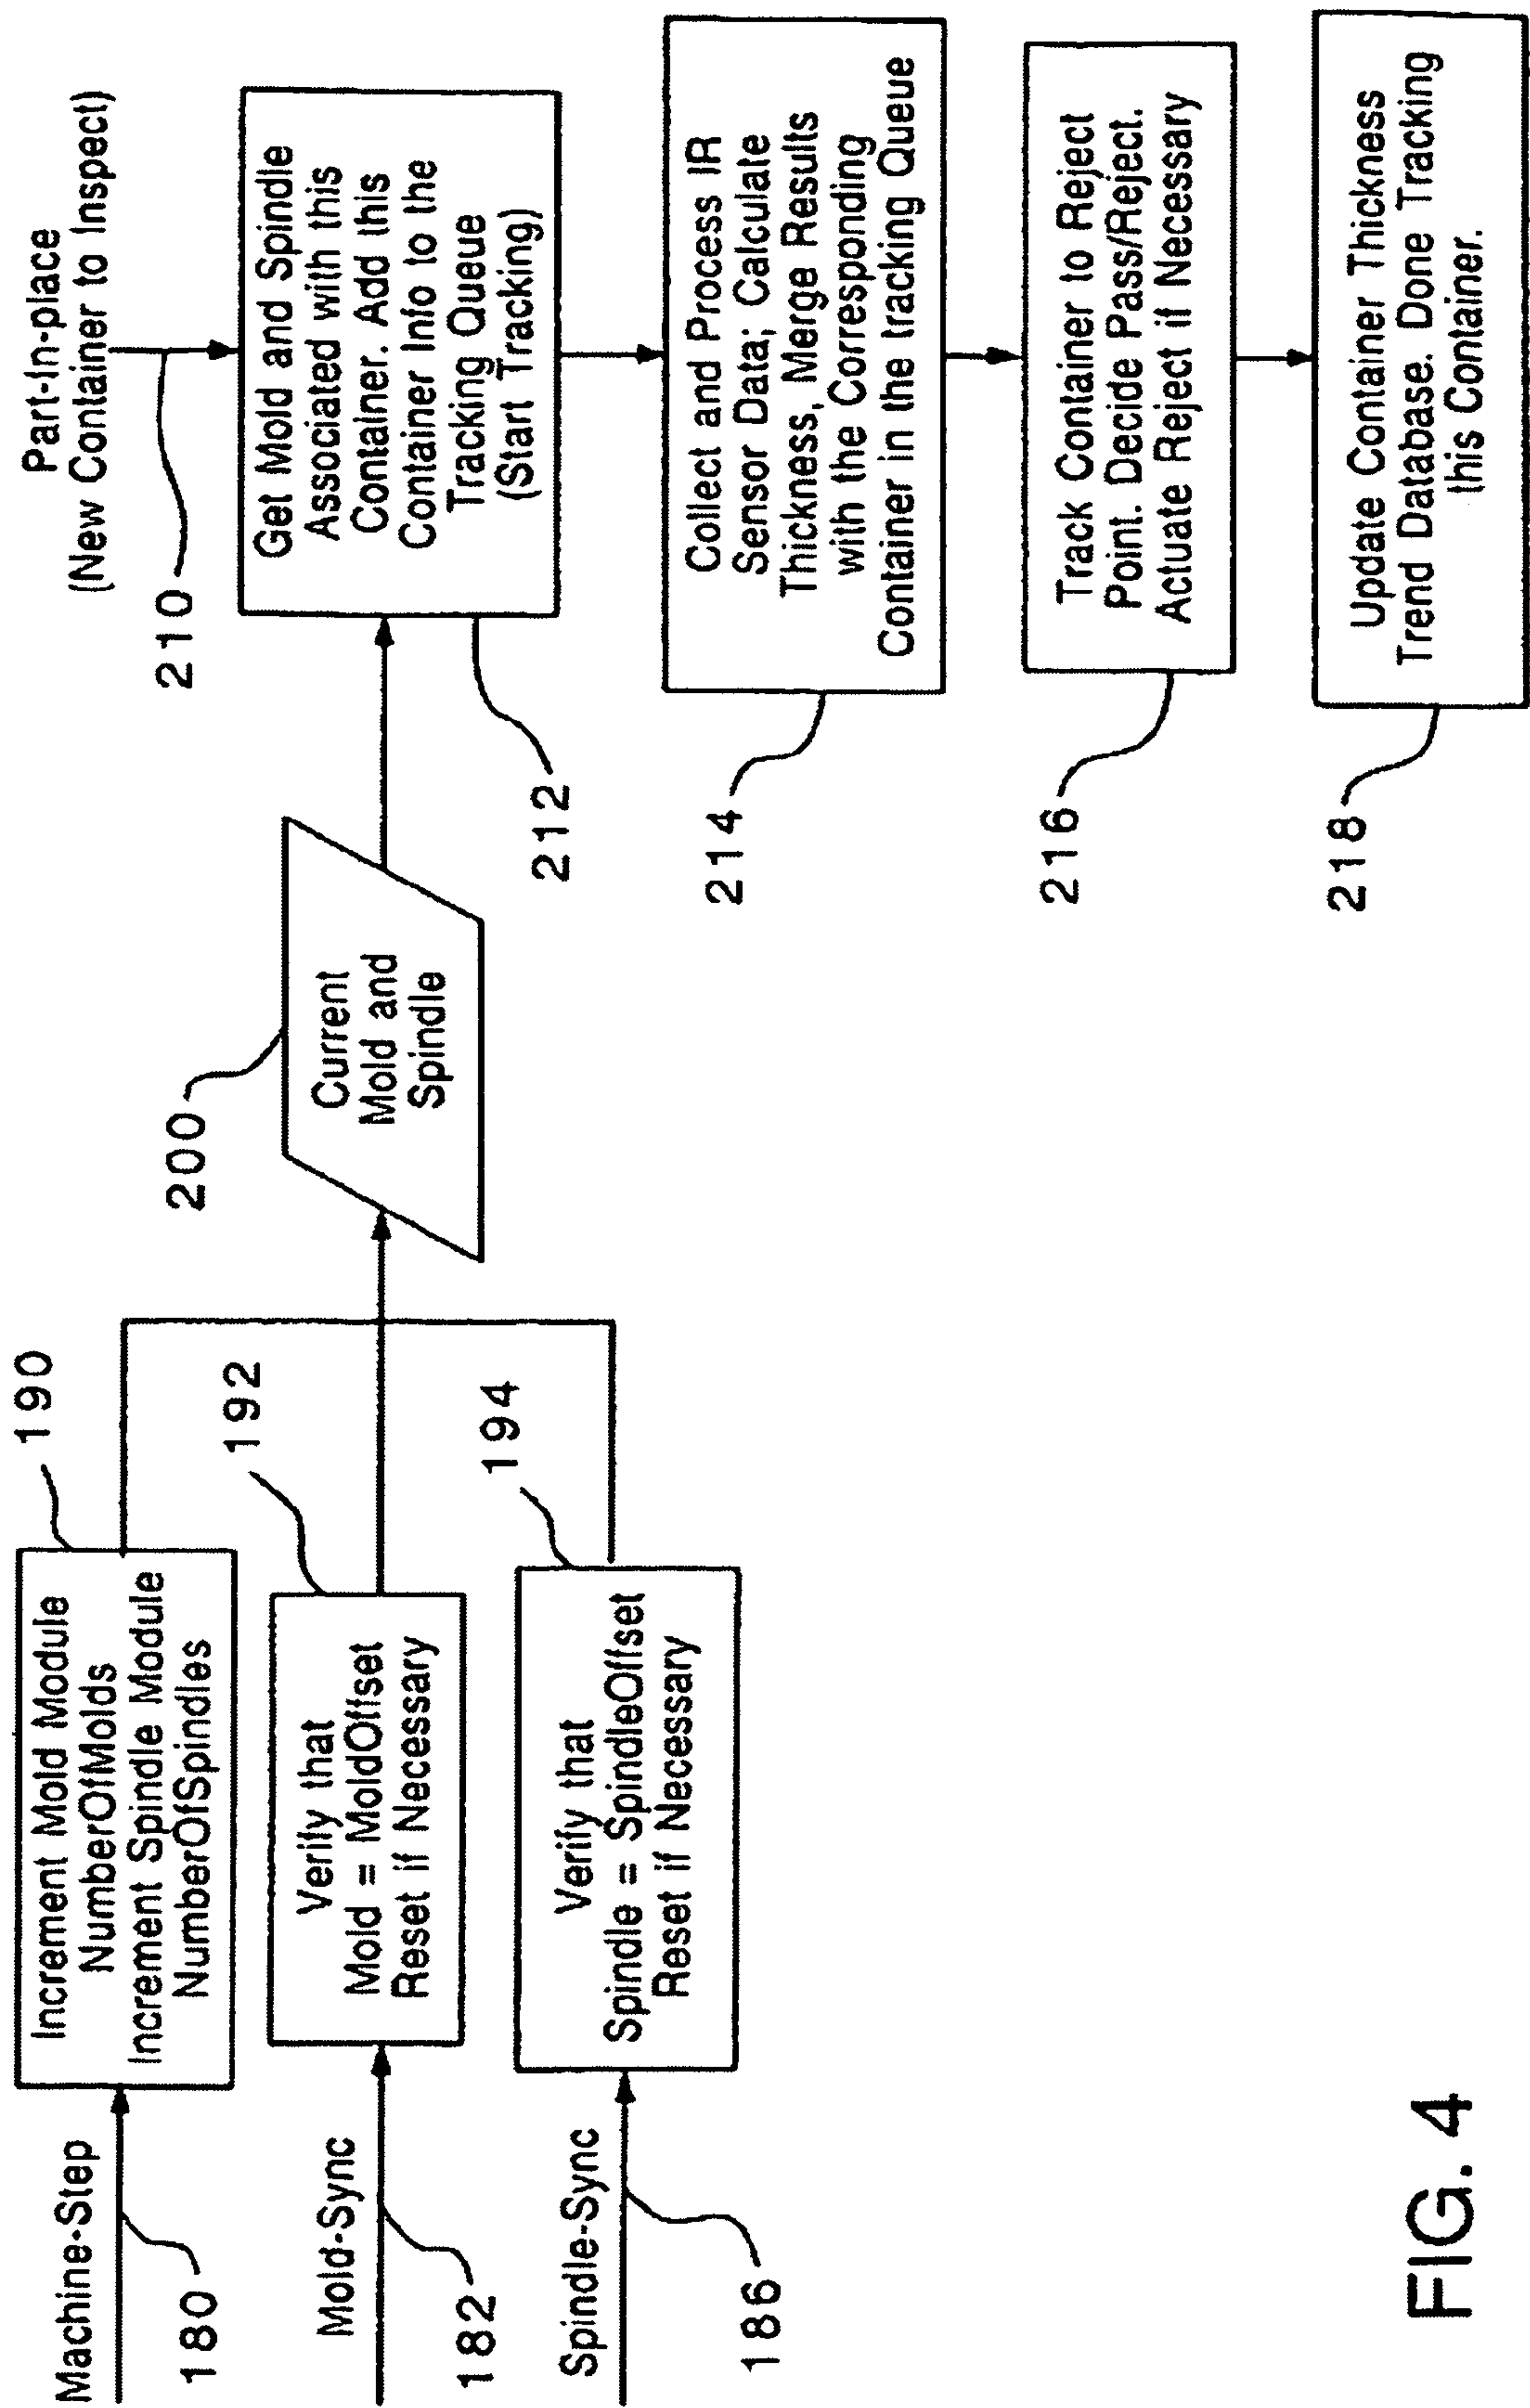 Machine-Step
180
Increment Mold Module
NumberOfMolds
Increment Spindle Module
NumberOfSpindles
190
Mold-Sync
182
Verify that
Mold = MoldOffset
Reset if Necessary
192
Spindle-Sync
186
Verify that
Spindle = SpindleOffset
Reset if Necessary
194
200
Current
Mold and
Spindle
Part-In-place
(New Container to Inspect)
210
Get Mold and Spindle
Associated with this
Container. Add this
Container Info to the
Tracking Queue
(Start Tracking)
212
Collect and Process IR
Sensor Data; Calculate
Thickness, Merge Results
with the Corresponding
Container in the tracking Queue
214
Track Container to Reject
Point. Decide Pass/Reject.
Actuate Reject if Necessary
216
Update Container Thickness
Trend Database. Done Tracking
this Container.
218
FIG. 4